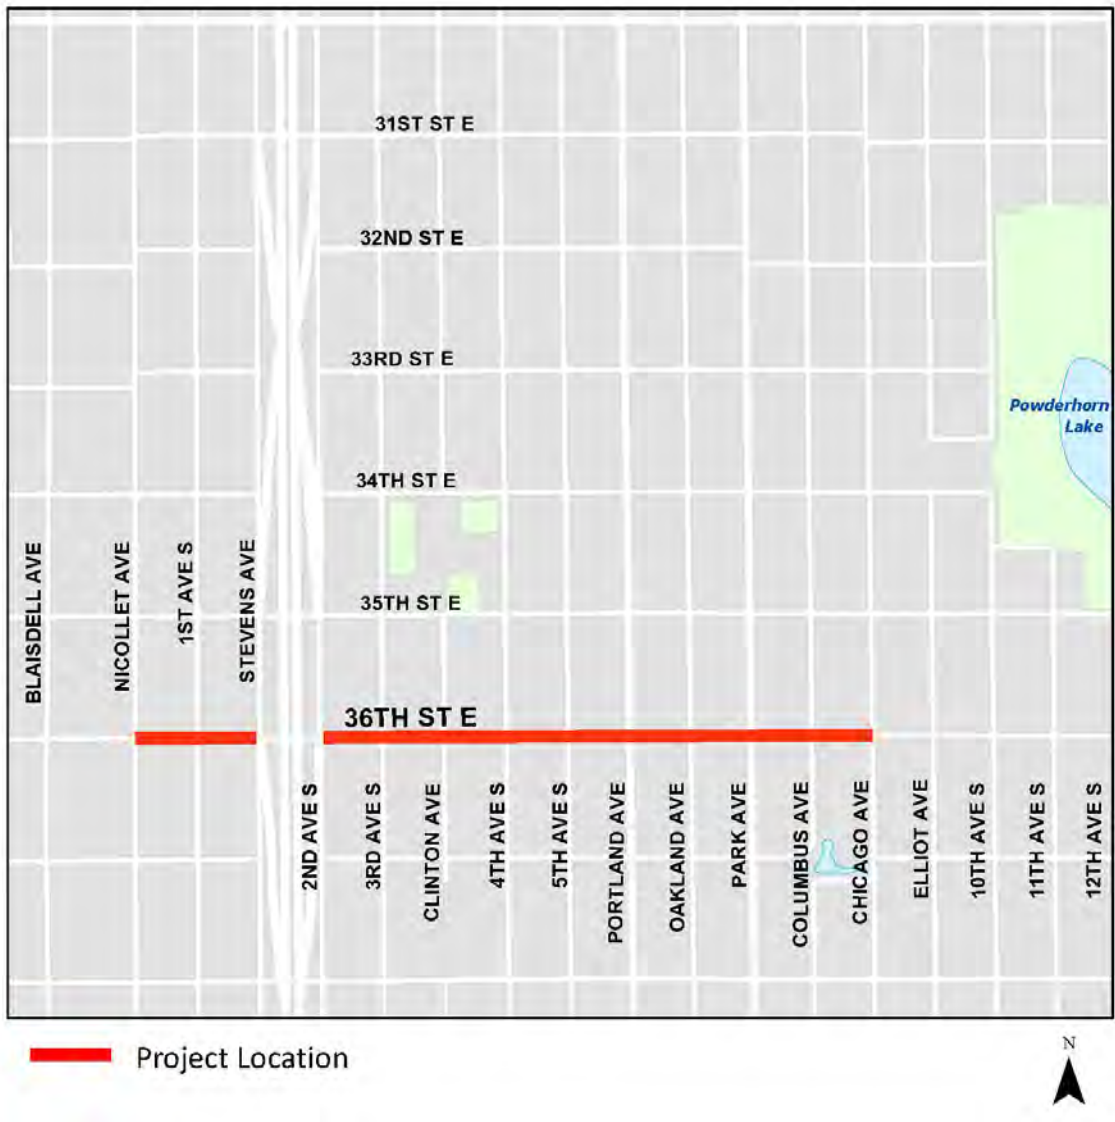 31ST ST E
32ND ST E
33RD ST E
Powderhorn
Lake
34TH ST E
BLAISDELL AVE
NICOLLET AVE
1ST AVE S
STEVENS AVE
35TH ST E
36TH ST E
2ND AVE S
3RD AVE S
CLINTON AVE
4TH AVE S
5TH AVE S
PORTLAND AVE
OAKLAND AVE
PARK AVE
COLUMBUS AVE
CHICAGO AVE
ELLIOT AVE
10TH AVE S
11TH AVE S
12TH AVE S
Project Location
N